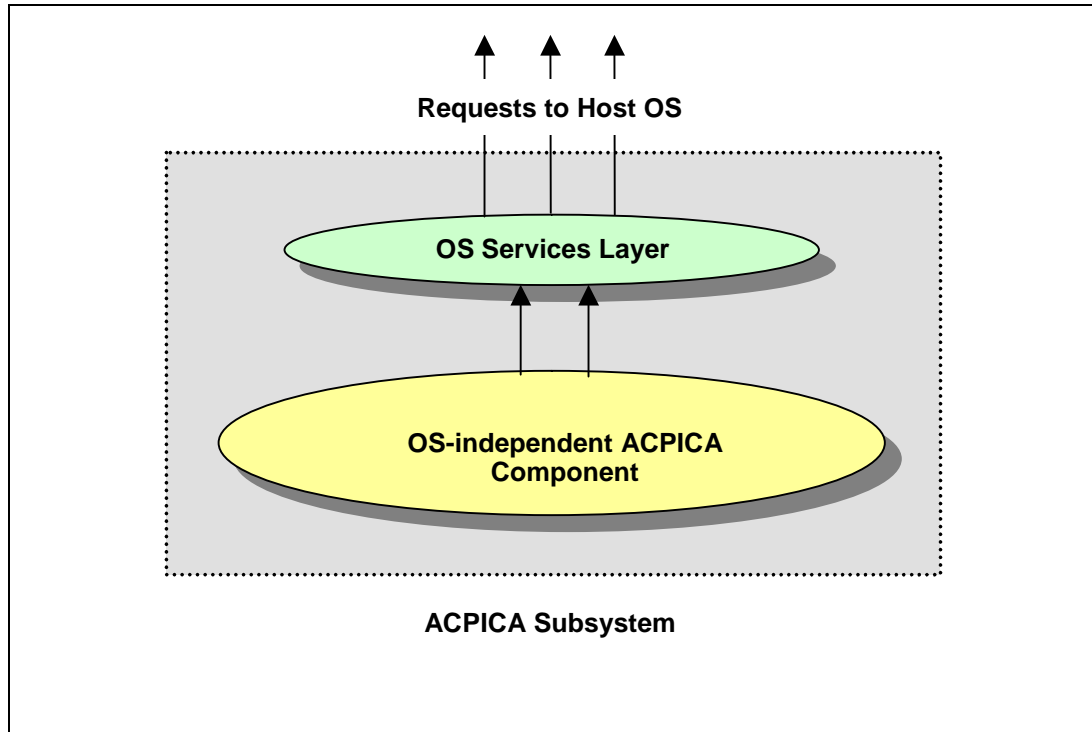 Requests to Host OS
OS Services Layer
OS-independent ACPICA
Component
ACPICA Subsystem